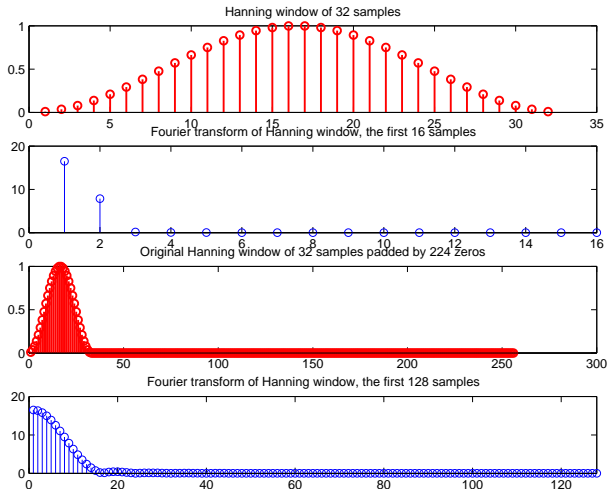 Hanning window of 32 samples
1
0.5
0
0 5 10 15 20 25 30 35
Fourier transform of Hanning window, the first 16 samples
20
10
0
0 2 4 6 8 10 12 14 16
Original Hanning window of 32 samples padded by 224 zeros
1
0.5
0
0 50 100 150 200 250 300
Fourier transform of Hanning window, the first 128 samples
20
10
0
0 20 40 60 80 100 120